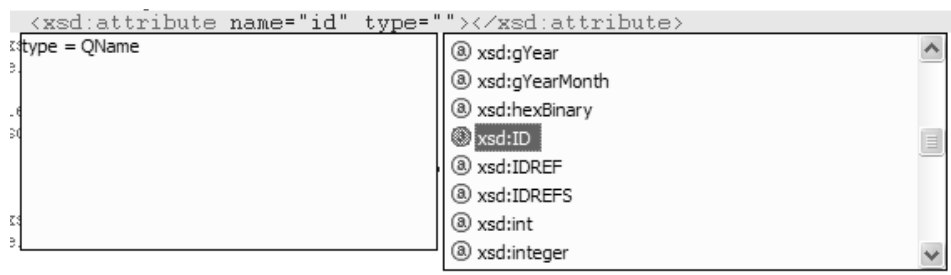 <xsd:attribute name="id" type=""></xsd:attribute>
type = QName
xsd:gYear
xsd:gYearMonth
xsd:hexBinary
xsd:ID
xsd:IDREF
xsd:IDREFS
xsd:int
xsd:integer